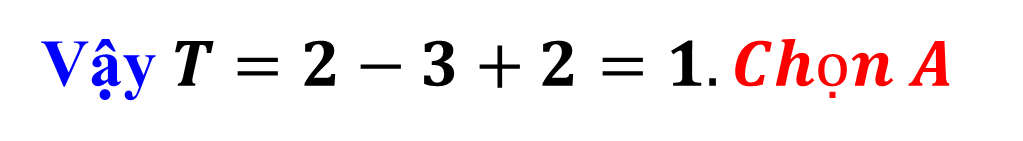 Vậy T = 2 − 3 + 2 = 1. Chọn A